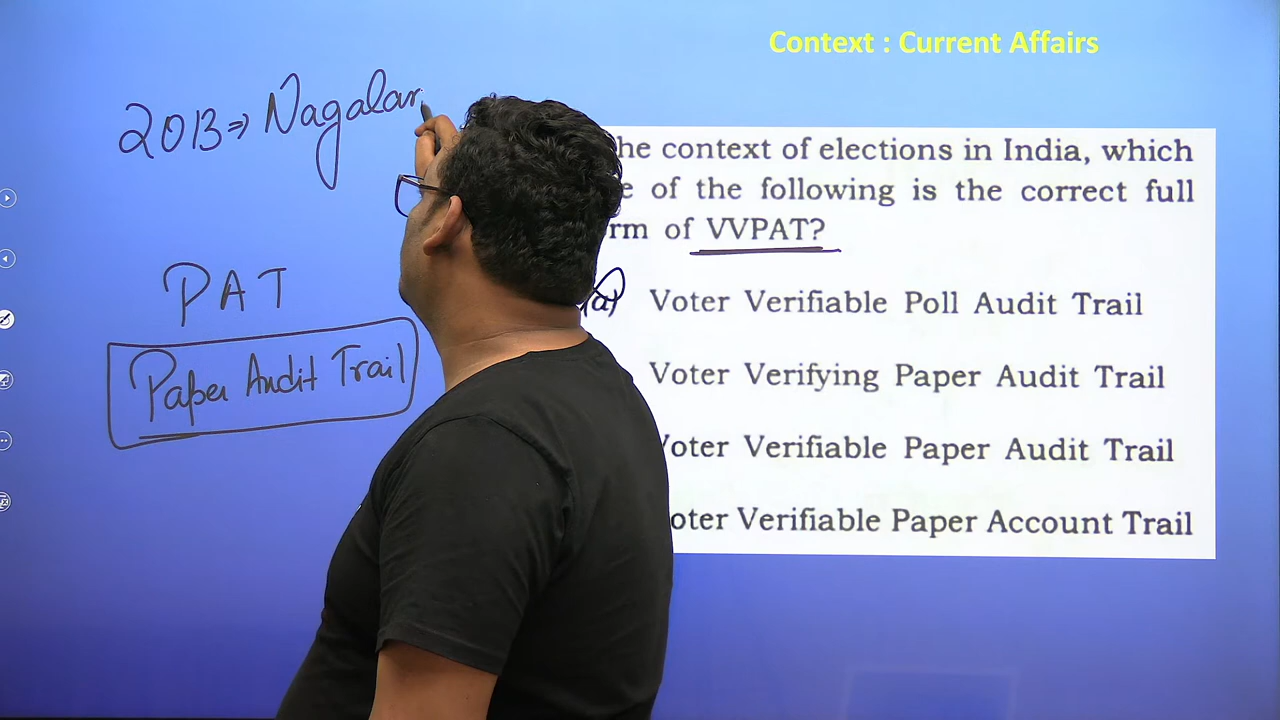 Context : Current Affairs
2013⇒ Nagalan
he context of elections in India, which
e of the following is the correct full
rm of VVPAT?
PAT
Paper Audit Trail
(a) Voter Verifiable Poll Audit Trail
Voter Verifying Paper Audit Trail
Voter Verifiable Paper Audit Trail
oter Verifiable Paper Account Trail